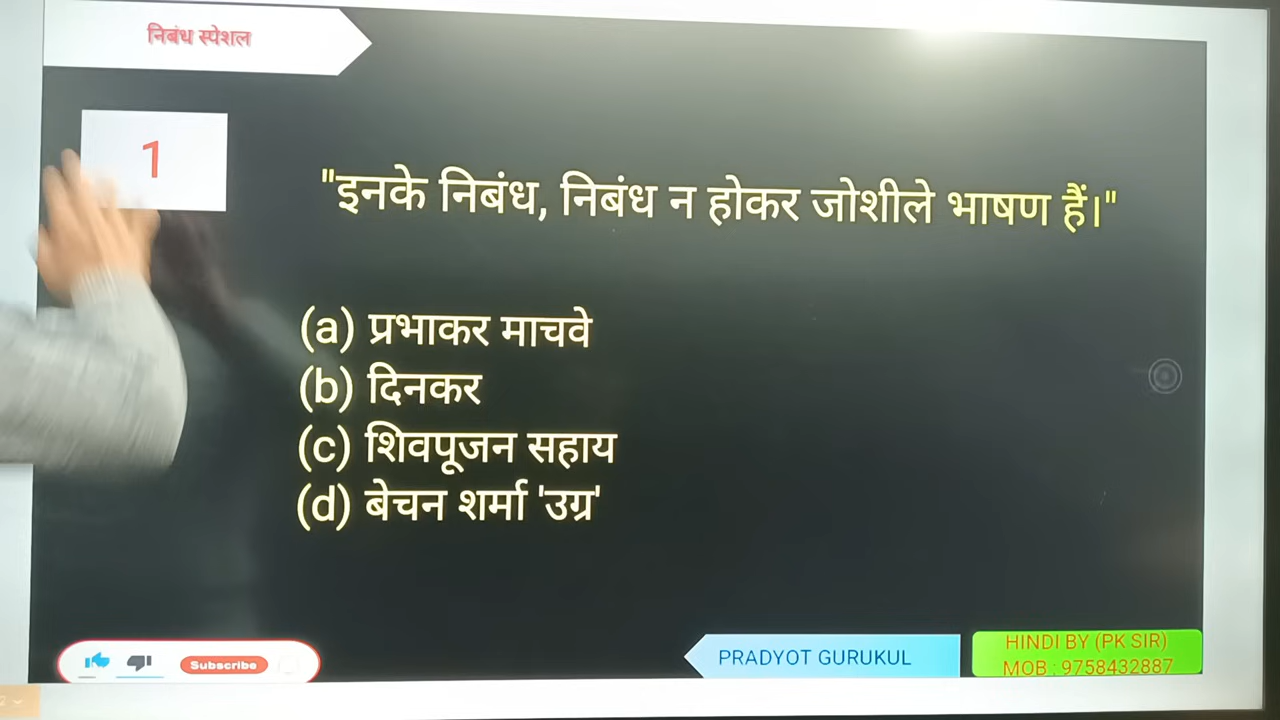 निबंध स्पेशल
1
"इनके निबंध, निबंध न होकर जोशीले भाषण हैं।"
(a) प्रभाकर माचवे
(b) दिनकर
(c) शिवपूजन सहाय
(d) बेचन शर्मा 'उग्र'
Subscribe
PRADYOT GURUKUL
HINDI BY (PK SIR)
MOB : 9758432887